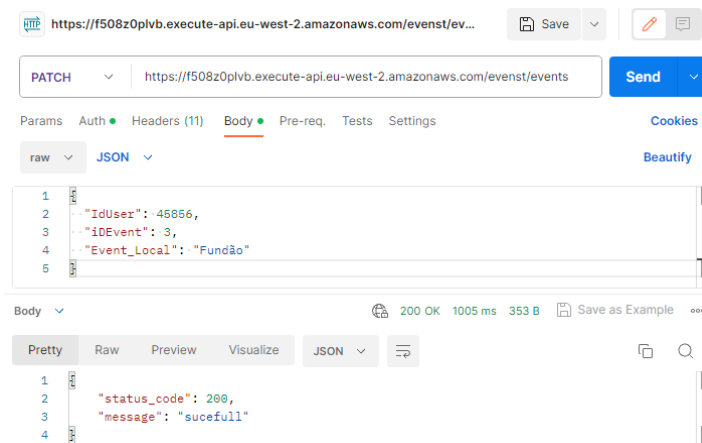 HTTP https://f508z0plvb.execute-api.eu-west-2.amazonaws.com/evenst/ev... Save
PATCH https://f508z0plvb.execute-api.eu-west-2.amazonaws.com/evenst/events Send
Params Auth Headers (11) Body Pre-req. Tests Settings Cookies
raw JSON Beautify
1 {
2 "IdUser": 45856,
3 "iDEvent": 3,
4 "Event_Local": "Fundão"
5 }
Body 200 OK 1005 ms 353 B Save as Example
Pretty Raw Preview Visualize JSON
1 {
2 "status_code": 200,
3 "message": "sucefull"
4 }